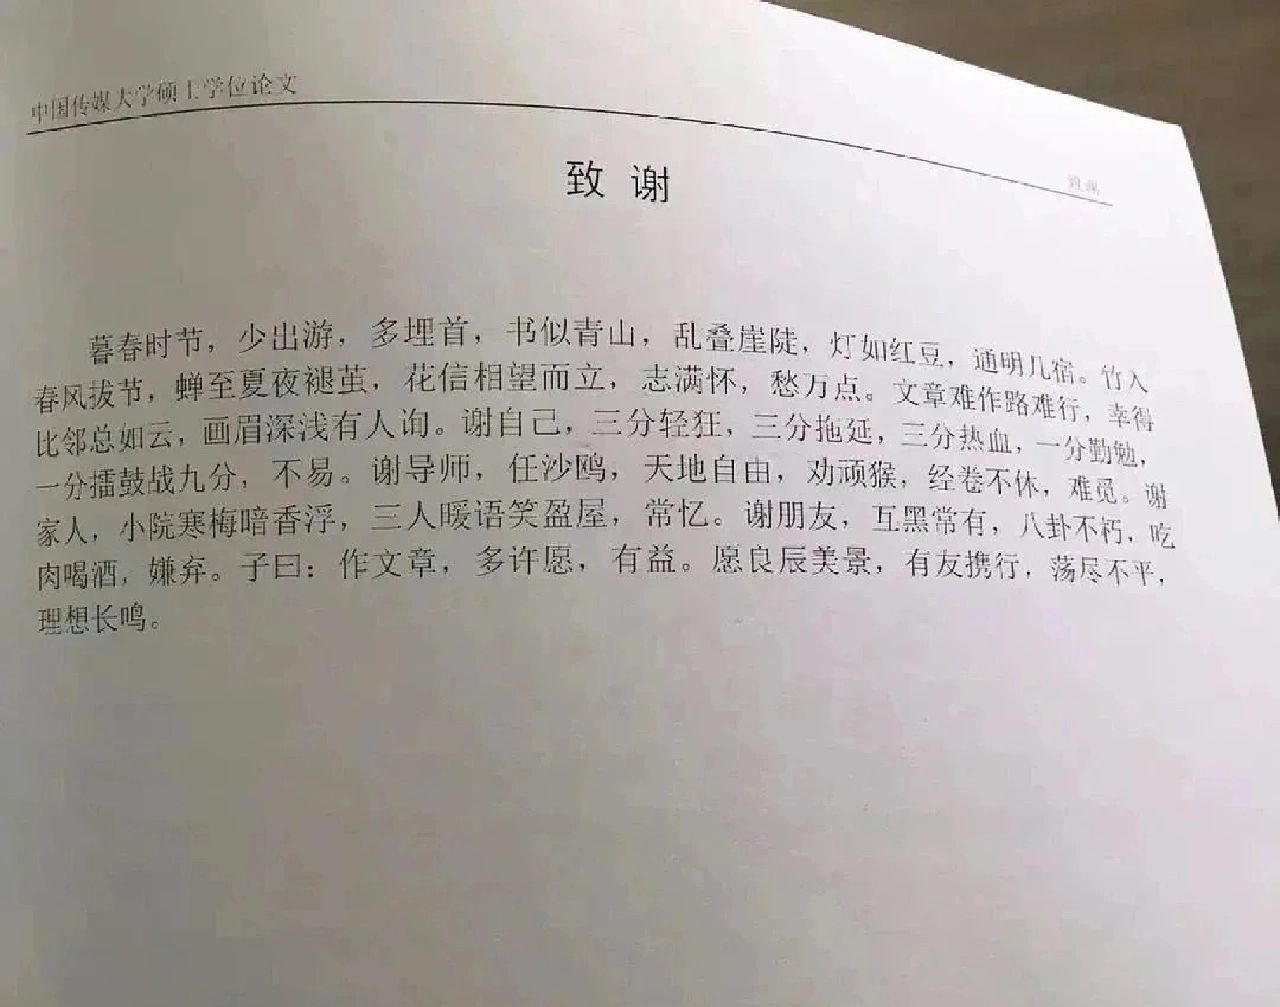 中国传媒大学硕士学位论文
致谢
致 谢
暮春时节，少出游，多埋首，书似青山，乱叠崖陡，灯如红豆，通明几宿。竹入
春风拔节，蝉至夏夜褪茧，花信相望而立，志满怀，愁万点。文章难作路难行，幸得
比邻总如云，画眉深浅有人询。谢自己，三分轻狂，三分拖延，三分热血，一分勤勉，
一分擂鼓战九分，不易。谢导师，任沙鸥，天地自由，劝顽猴，经卷不休，难觅。谢
家人，小院寒梅暗香浮，三人暖语笑盈屋，常忆。谢朋友，互黑常有，八卦不朽，吃
肉喝酒，嫌弃。子曰：作文章，多许愿，有益。愿良辰美景，有友携行，荡尽不平，
理想长鸣。